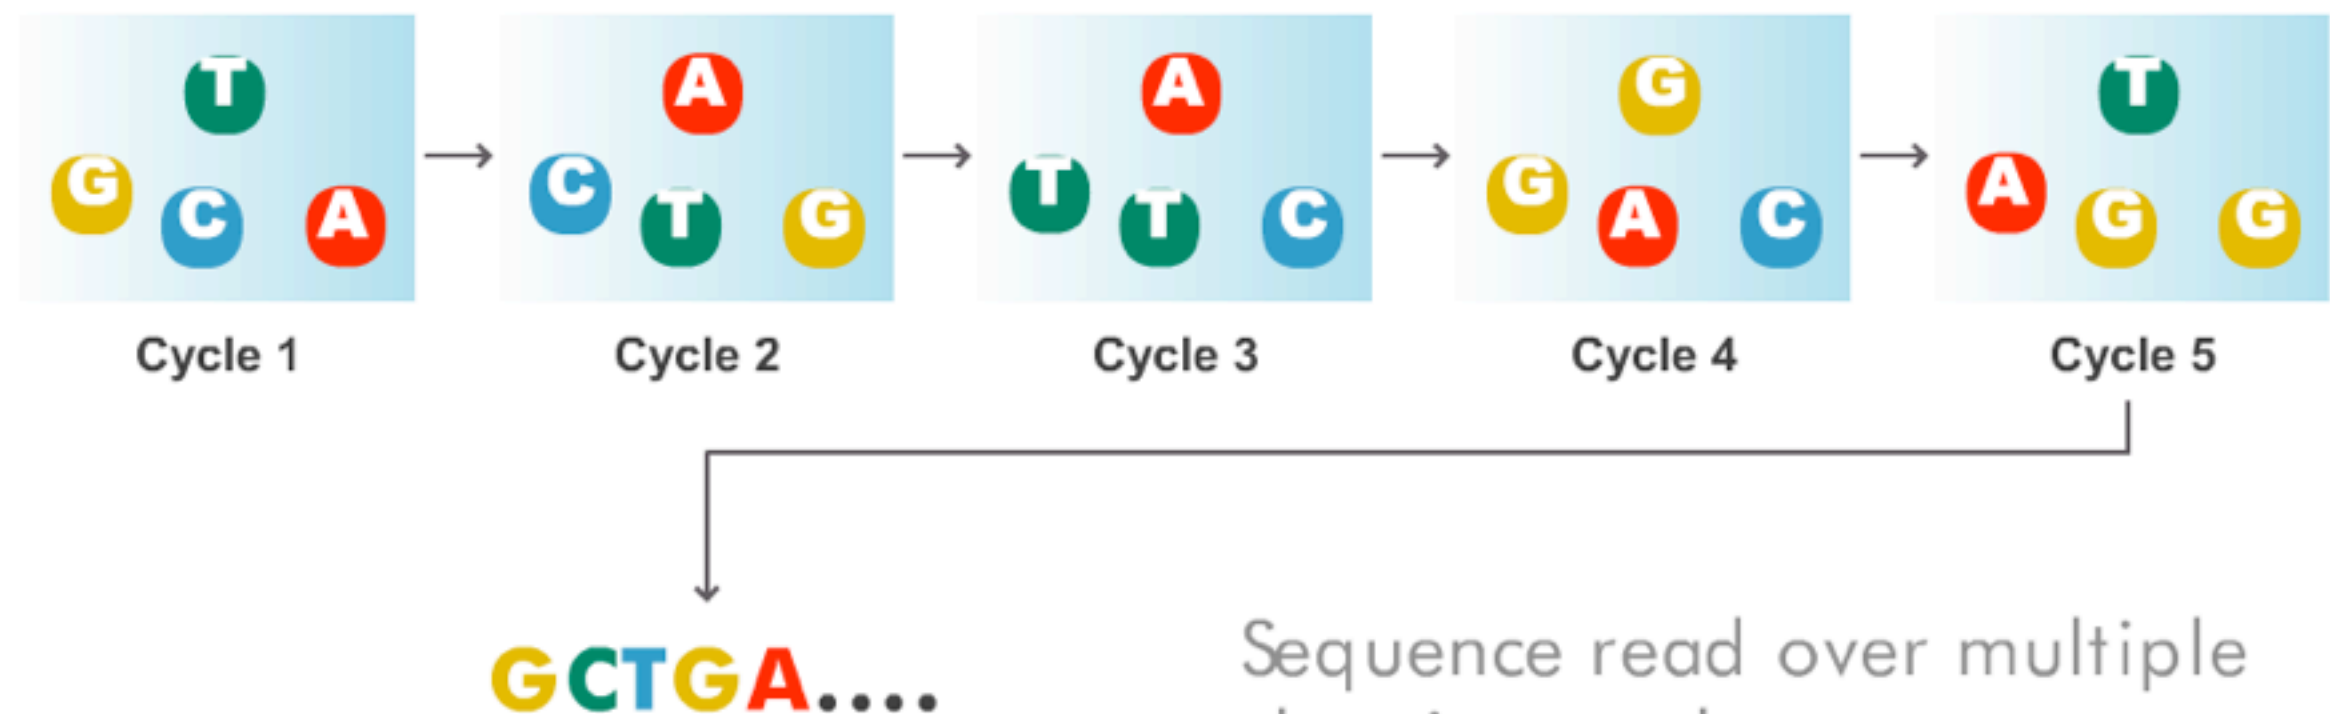 T
G C A
Cycle 1
A
C T G
Cycle 2
A
T T C
Cycle 3
G
G A C
Cycle 4
T
A G G
Cycle 5
GCTGA....
Sequence read over multiple